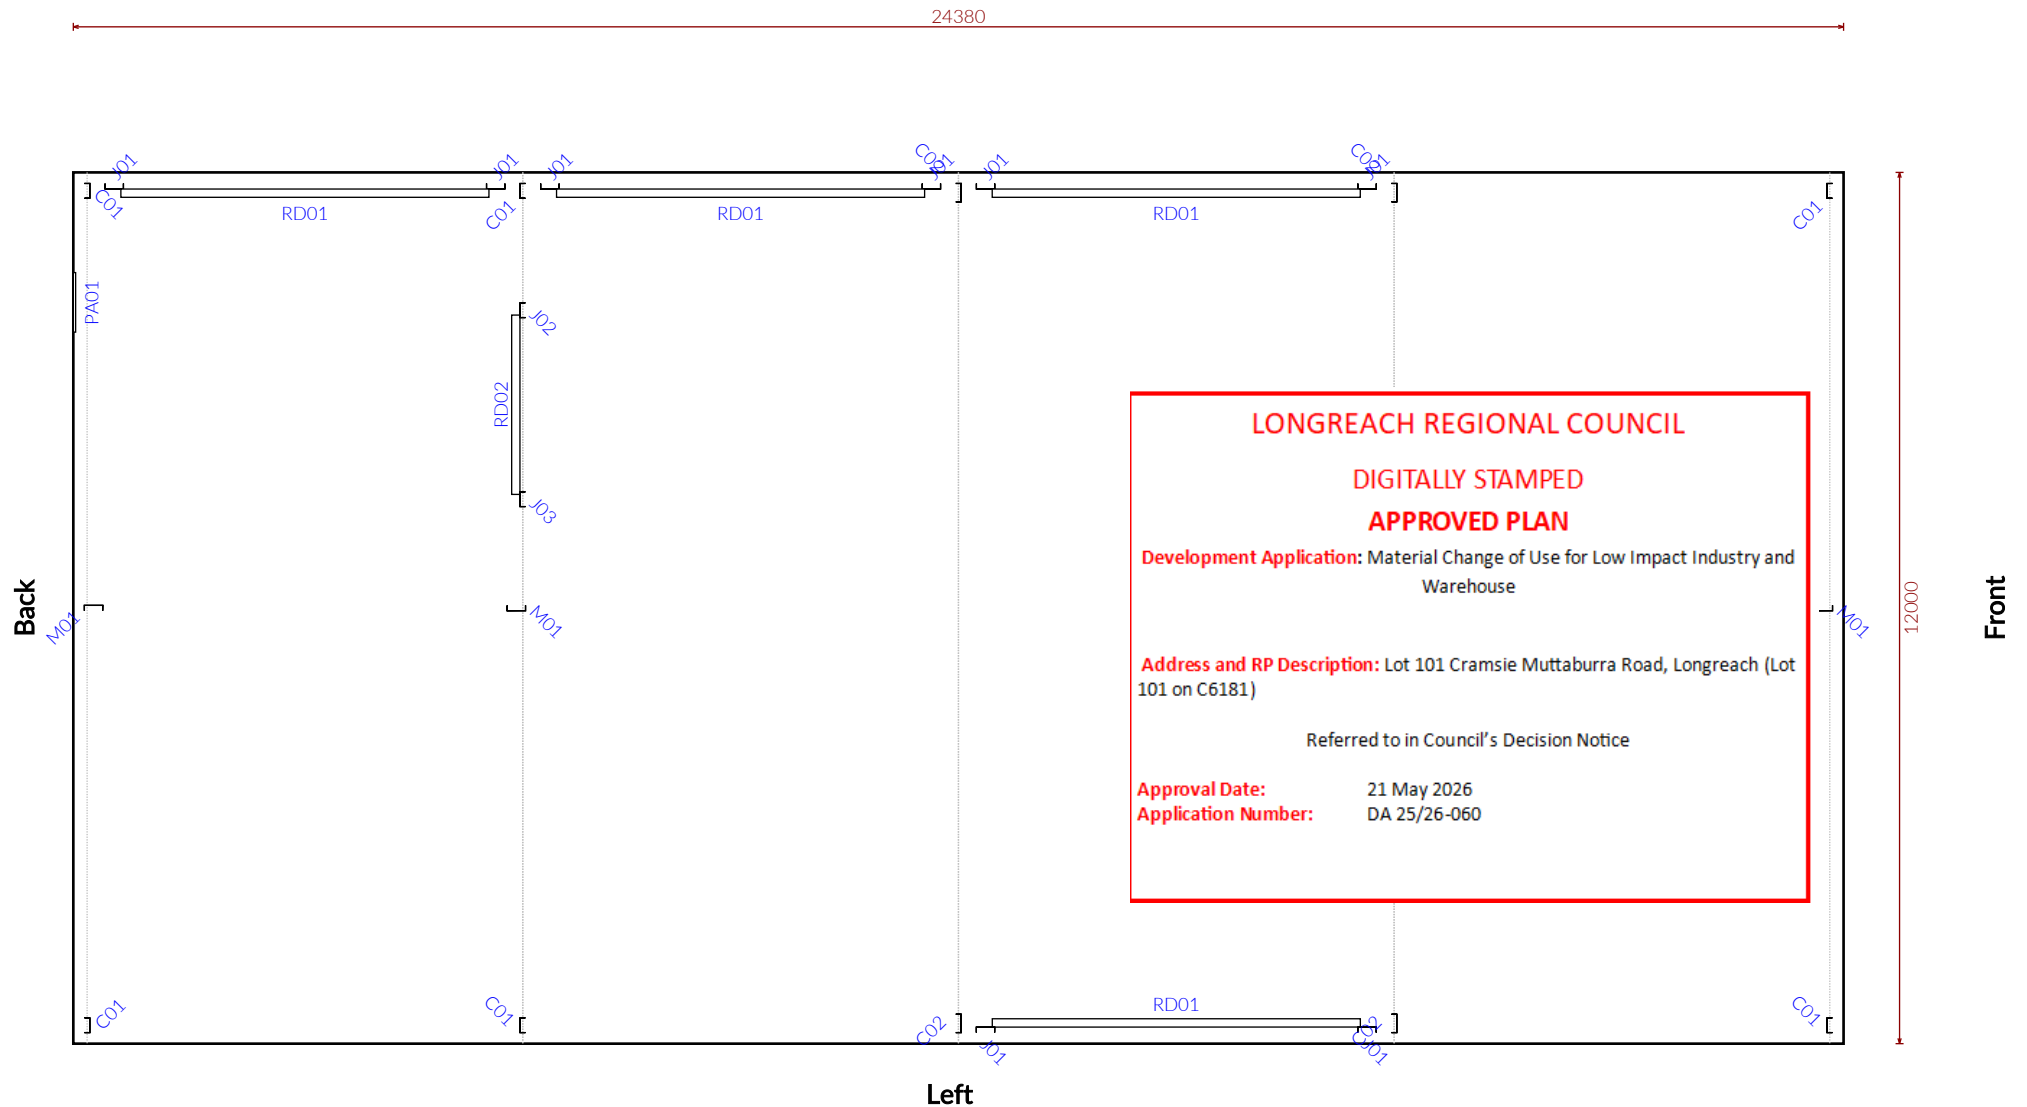 24380
J01
J01
J01
C02
J01
J01
C02
J01
C01
RD01
C01
RD01
RD01
C01
PA01
J02
RD02
J03
LONGREACH REGIONAL COUNCIL
DIGITALLY STAMPED
APPROVED PLAN
Development Application: Material Change of Use for Low Impact Industry and
Warehouse
Address and RP Description: Lot 101 Cramsie Muttaburra Road, Longreach (Lot
101 on C6181)
Referred to in Council's Decision Notice
Approval Date: 21 May 2026
Application Number: DA 25/26-060
Back
M01
M01
M01
12000
Front
C01
C01
C02
RD01
J01
C02
J01
C01
Left